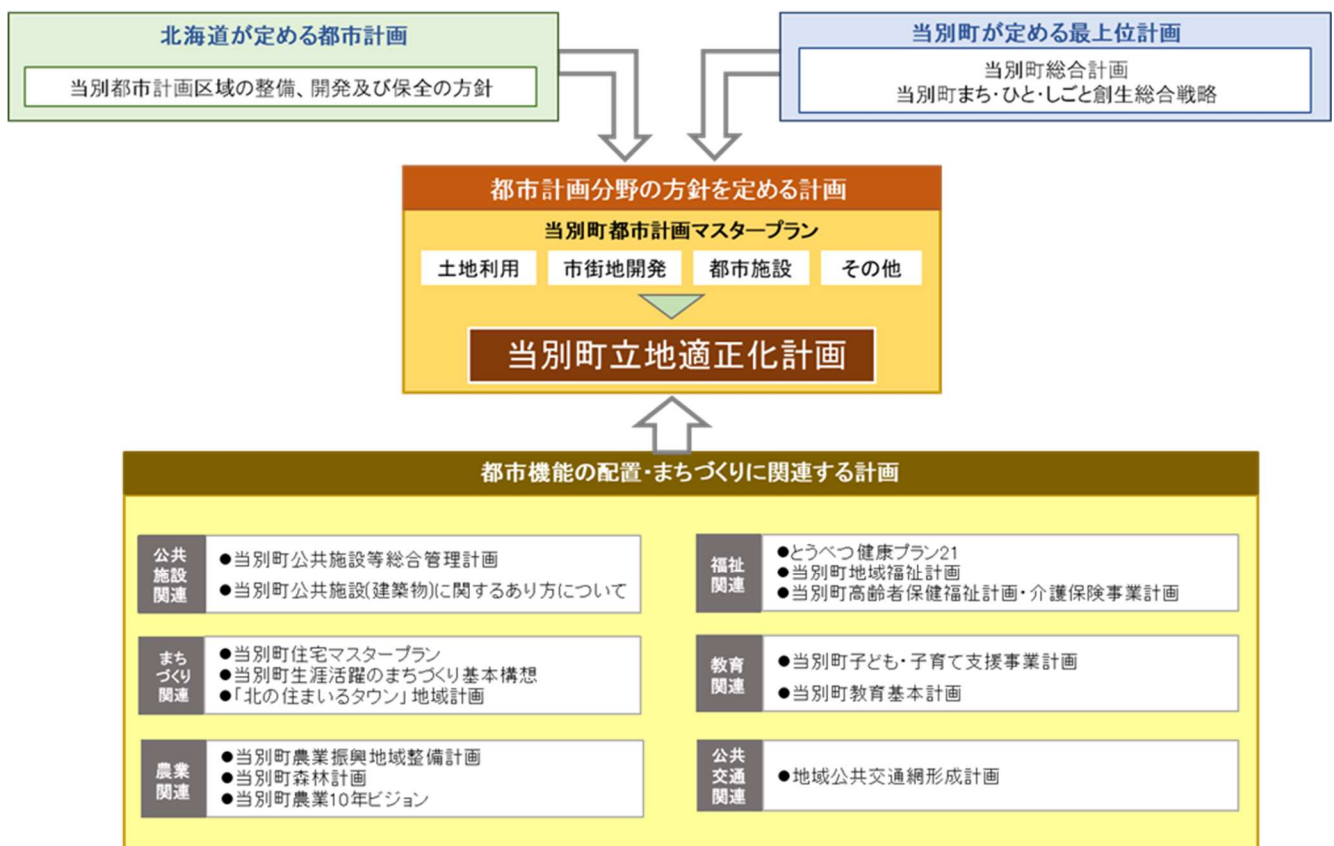 北海道が定める都市計画
当別都市計画区域の整備、開発及び保全の方針
当別町が定める最上位計画
当別町総合計画
当別町まち・ひと・しごと創生総合戦略
都市計画分野の方針を定める計画
当別町都市計画マスタープラン
土地利用
市街地開発
都市施設
その他
当別町立地適正化計画
都市機能の配置・まちづくりに関連する計画
公共
施設
関連
●当別町公共施設等総合管理計画
●当別町公共施設(建築物)に関するあり方について
まち
づくり
関連
●当別町住宅マスタープラン
●当別町生涯活躍のまちづくり基本構想
●「北の住まいるタウン」地域計画
農業
関連
●当別町農業振興地域整備計画
●当別町森林計画
●当別町農業10年ビジョン
福祉
関連
●とうべつ健康プラン21
●当別町地域福祉計画
●当別町高齢者保健福祉計画・介護保険事業計画
教育
関連
●当別町子ども・子育て支援事業計画
●当別町教育基本計画
公共
交通
関連
●地域公共交通網形成計画